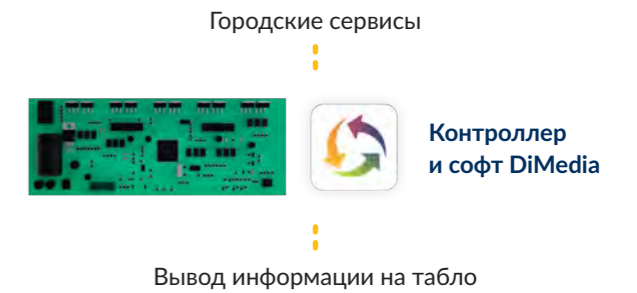 Городские сервисы
Контроллер
и софт DiMedia
Вывод информации на табло